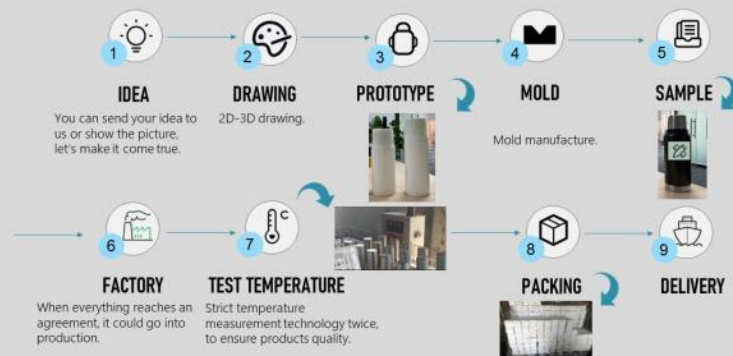 1
2
3
4
5
IDEA
DRAWING
PROTOTYPE
MOLD
SAMPLE
You can send your idea to
us or show the picture,
let's make it come true.
2D-3D drawing.
Mold manufacture.
6
7
C
8
9
FACTORY
TEST TEMPERATURE
PACKING
DELIVERY
When everything reaches an
agreement, it could go into
production.
Strict temperature
measurement technology twice,
to ensure products quality.